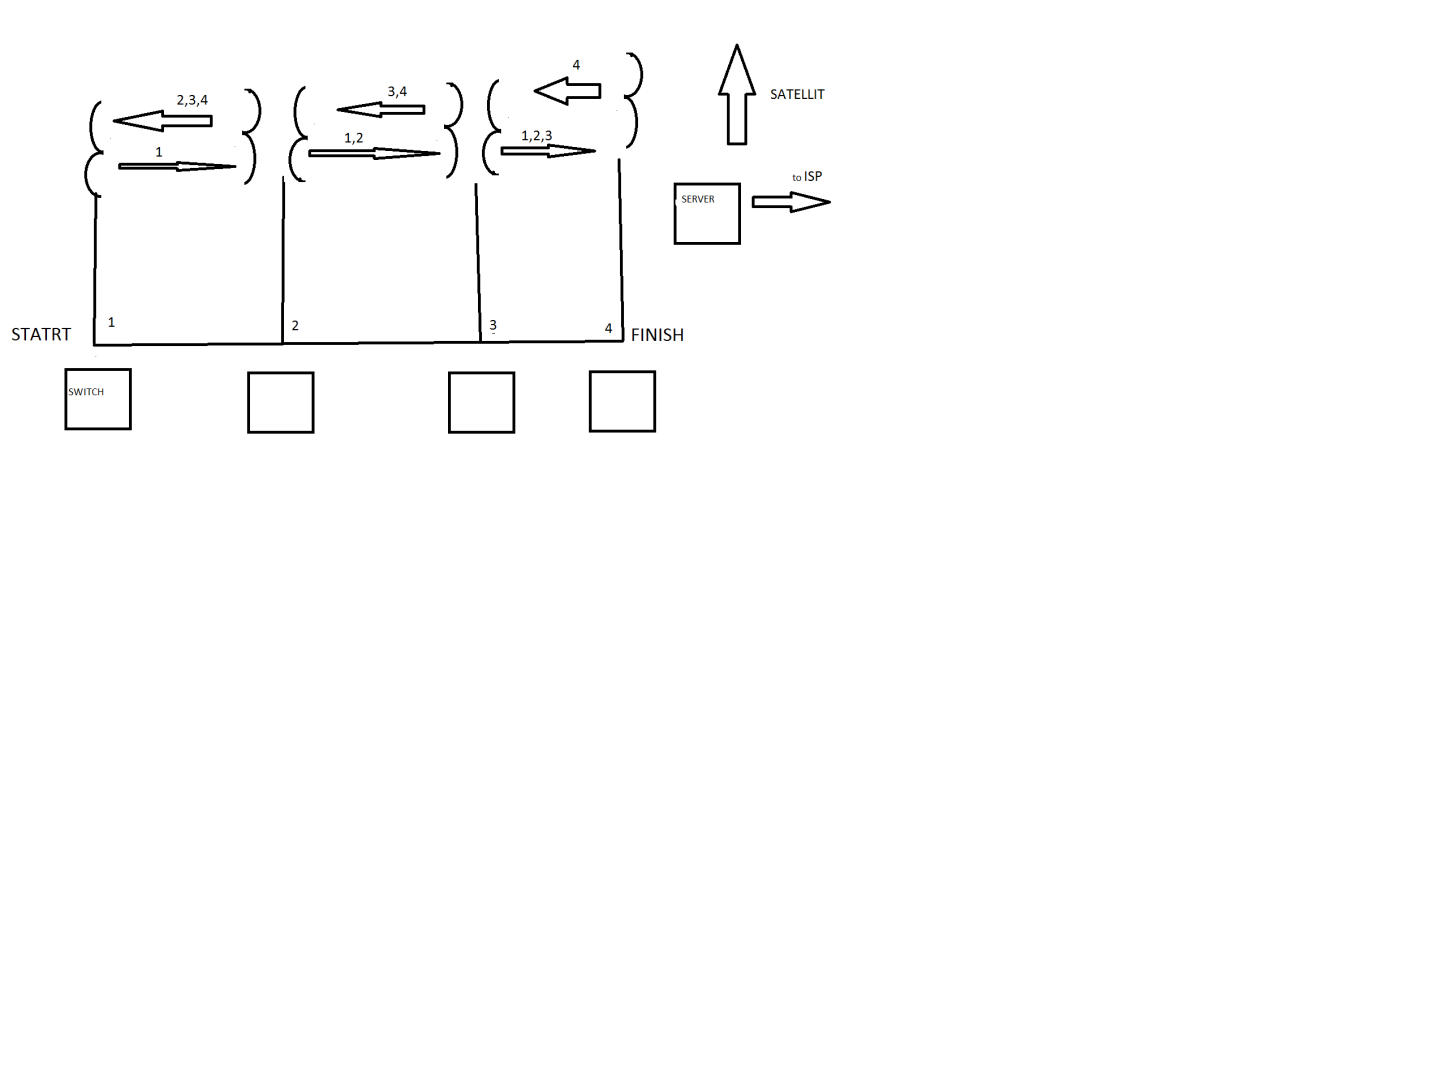 4
2,3,4
3,4
SATELLIT
1
1,2
1,2,3
to ISP
SERVER
STATRT
1
2
3
4
FINISH
SWITCH